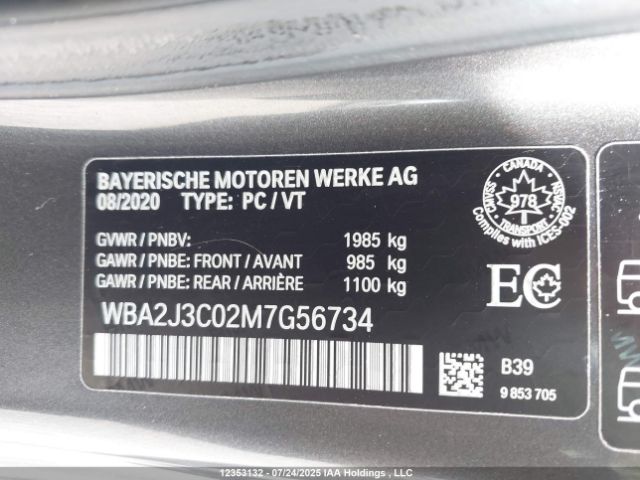 BAYERISCHE MOTOREN WERKE AG
08/2020 TYPE: PC / VT
GVWR / PNBV: 1985 kg
GAWR / PNBE: FRONT / AVANT 985 kg
GAWR / PNBE: REAR / ARRIÈRE 1100 kg
WBA2J3C02M7G56734
CANADA
CMVSS NSVAC
978
TRANSPORT
Complies with ICES-002
EC
B39
9 853 705
12353132 - 07/24/2025 IAA Holdings , LLC